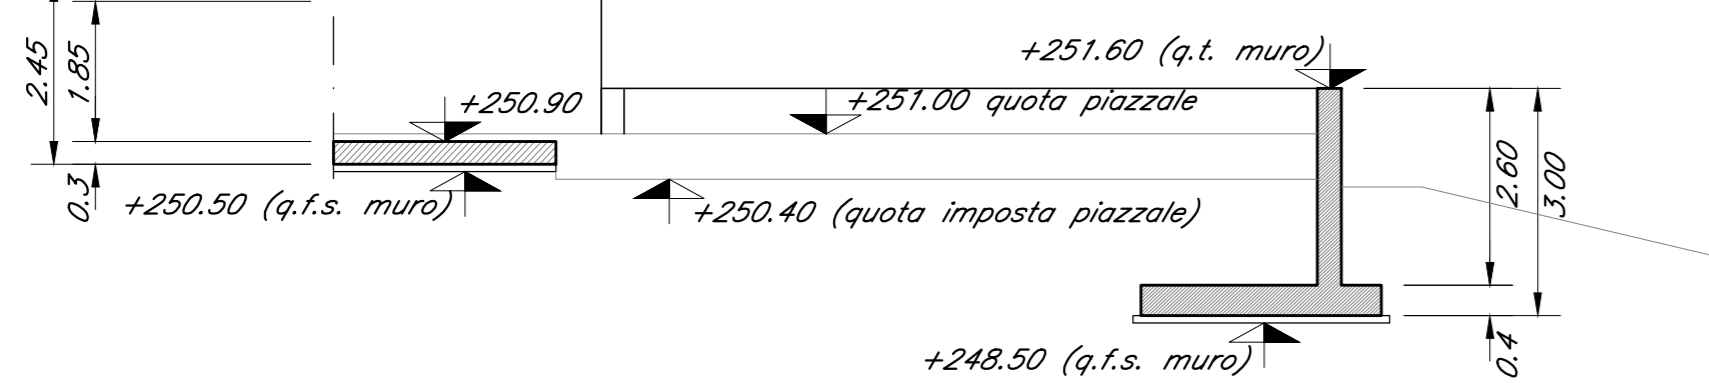 +251.60 (q.t. muro)
2.45
1.85
+250.90
+251.00 quota piazzale
2.60
3.00
0.3
+250.50 (q.f.s. muro)
+250.40 (quota imposta piazzale)
+248.50 (q.f.s. muro)
0.4